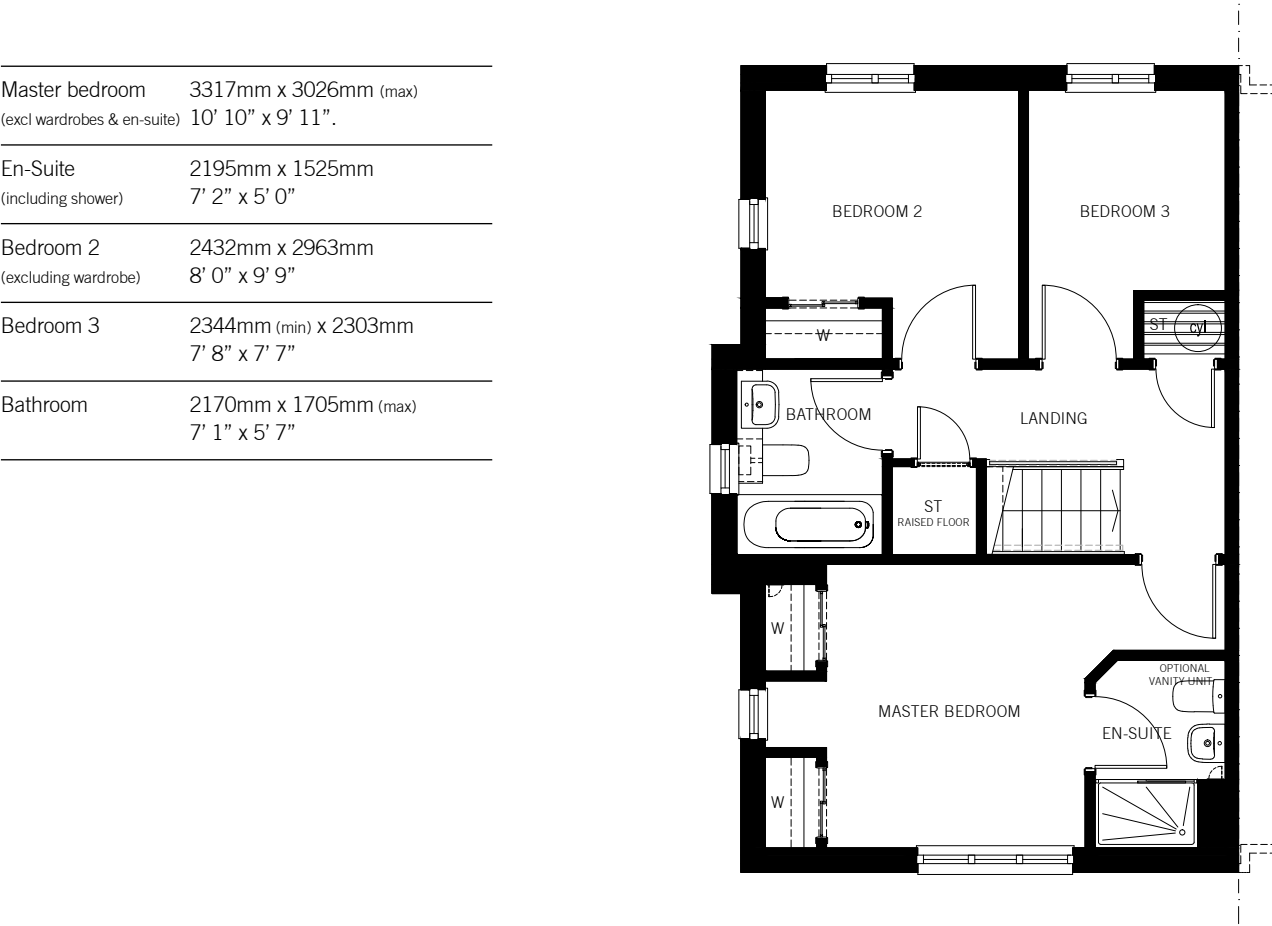 Master bedroom 3317mm x 3026mm (max)
(excl wardrobes & en-suite) 10’ 10” x 9’ 11”.
En-Suite 2195mm x 1525mm
(including shower) 7’ 2” x 5’ 0”
Bedroom 2 2432mm x 2963mm
(excluding wardrobe) 8’ 0” x 9’ 9”
Bedroom 3 2344mm (min) x 2303mm
7’ 8” x 7’ 7”
Bathroom 2170mm x 1705mm (max)
7’ 1” x 5’ 7”
BEDROOM 2
BEDROOM 3
W
ST
cyl
BATHROOM
LANDING
ST
RAISED FLOOR
W
MASTER BEDROOM
OPTIONAL
VANITY UNIT
EN-SUITE
W